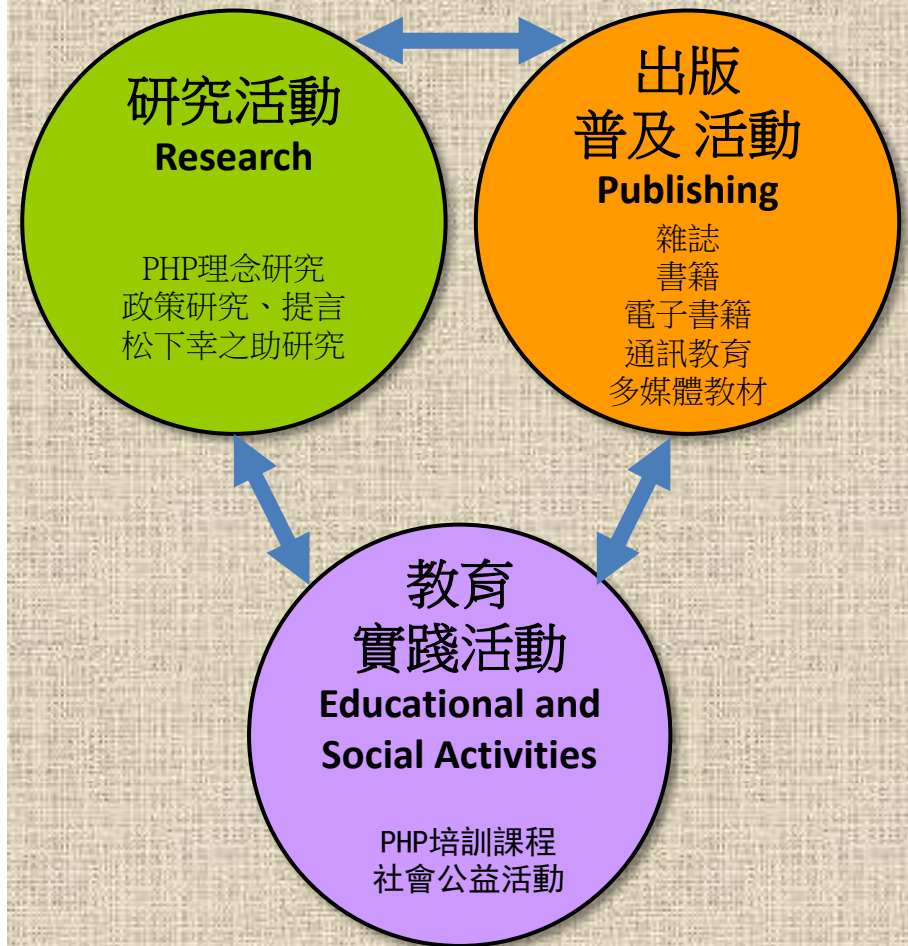 研究活動
Research
PHP理念研究
政策研究、提言
松下幸之助研究
出版
普及 活動
Publishing
雜誌
書籍
電子書籍
通訊教育
多媒體教材
教育
實踐活動
Educational and
Social Activities
PHP培訓課程
社會公益活動